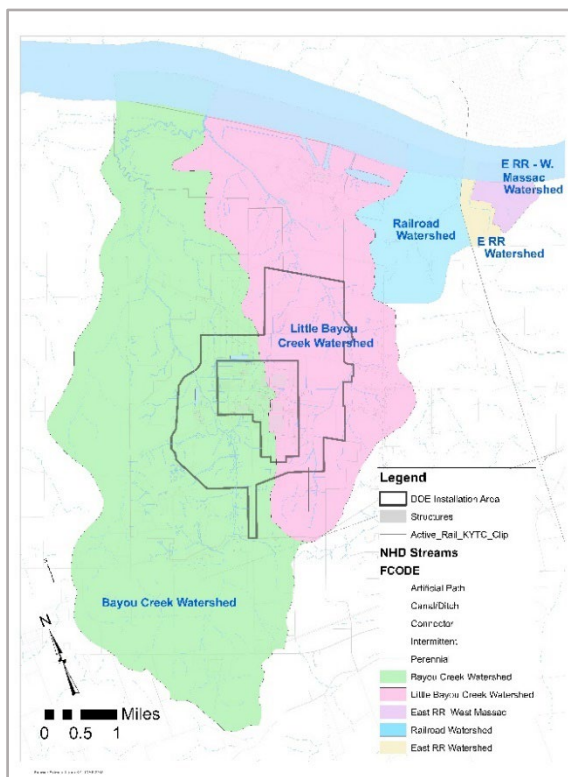 E RR - W.
Massac
Watershed
Railroad
Watershed
E RR
Watershed
Little Bayou
Creek Watershed
Bayou Creek Watershed
N
Miles
0 0.5 1
Legend
DOE Installation Area
Structures
Active_Rail_KYTC_Clip
NHD Streams
FCODE
Artificial Path
Canal/Ditch
Connector
Intermittent
Perennial
Bayou Creek Watershed
Little Bayou Creek Watershed
East RR West Massac
Railroad Watershed
East RR Watershed